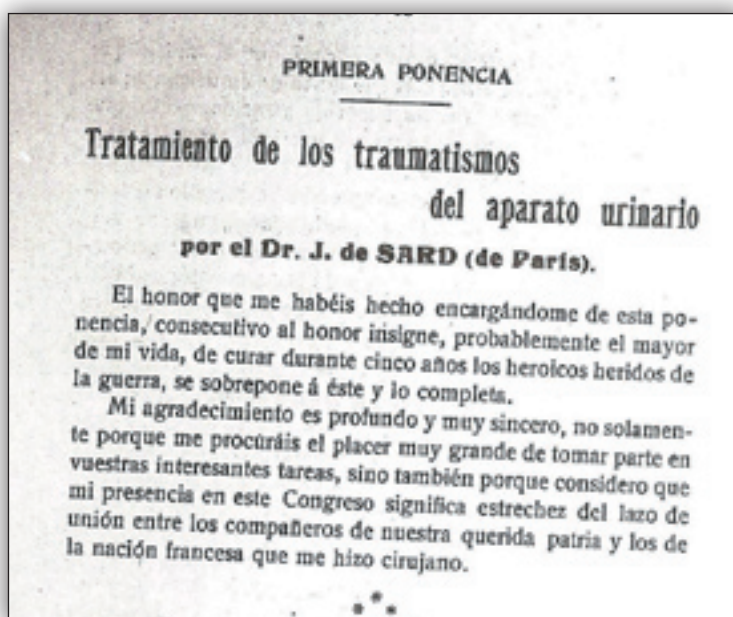 PRIMERA PONENCIA
Tratamiento de los traumatismos
del aparato urinario
por el Dr. J. de SARD (de París).
El honor que me habéis hecho encargándome de esta po-
nencia, consecutivo al honor insigne, probablemente el mayor
de mi vida, de curar durante cinco años los heroicos heridos de
la guerra, se sobrepone á éste y lo completa.
Mi agradecimiento es profundo y muy sincero, no solamen-
te porque me procuráis el placer muy grande de tomar parte en
vuestras interesantes tareas, sino también porque considero que
mi presencia en este Congreso significa estrechez del lazo de
unión entre los compañeros de nuestra querida patria y los de
la nación francesa que me hizo cirujano.